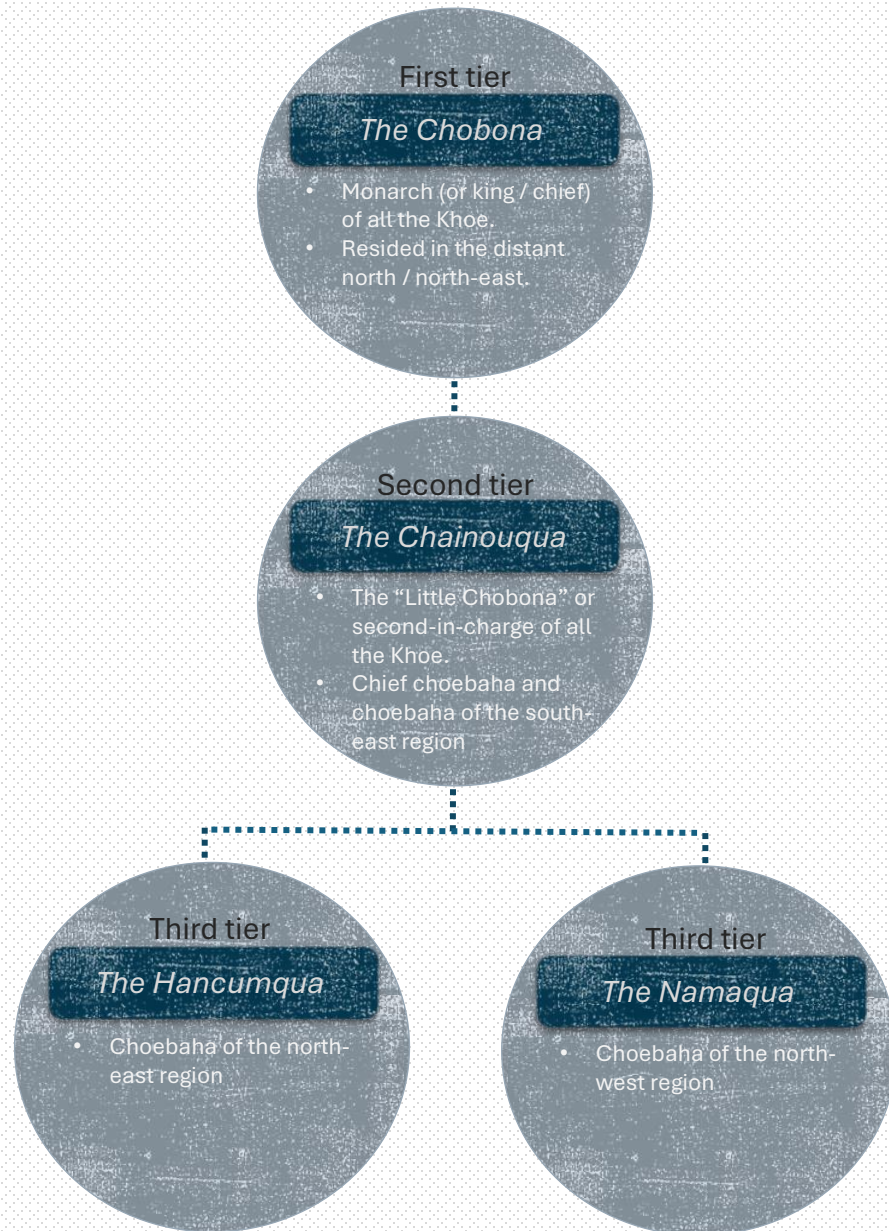 First tier
The Chobona
• Monarch (or king / chief)
of all the Khoe.
• Resided in the distant
north / north-east.
Second tier
The Chainouqua
• The “Little Chobona” or
second-in-charge of all
the Khoe.
• Chief choebaha and
choebaha of the south-
east region
Third tier
The Hancumqua
• Choebaha of the north-
east region
Third tier
The Namaqua
• Choebaha of the north-
west region